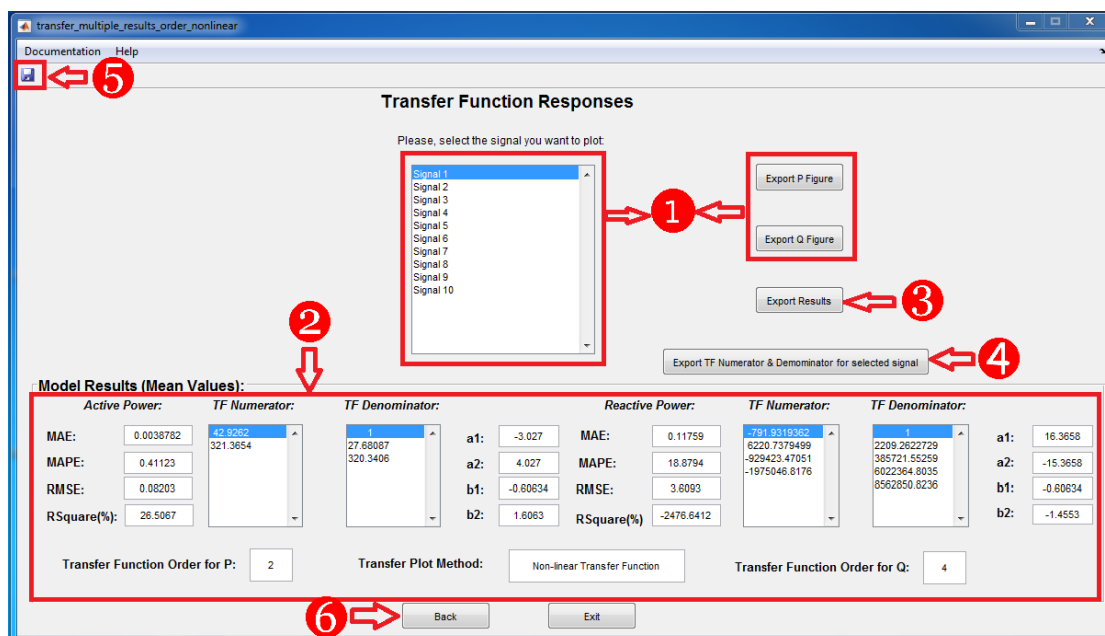 transfer_multiple_results_order_nonlinear
Documentation Help
5
Transfer Function Responses
Please, select the signal you want to plot:
Signal 1
Signal 2
Signal 3
Signal 4
Signal 5
Signal 6
Signal 7
Signal 8
Signal 9
Signal 10
1
Export P Figure
Export Q Figure
Export Results
3
2
Export TF Numerator & Demominator for selected signal
4
Model Results (Mean Values):
Active Power: TF Numerator: TF Denominator: Reactive Power: TF Numerator: TF Denominator:
MAE: 0.0038782
MAPE: 0.41123
RMSE: 0.08203
RSquare(%): 26.5067
42.9262
321.3654
1
27.68087
320.3406
a1: -3.027
a2: 4.027
b1: -0.60634
b2: 1.6063
MAE: 0.11759
MAPE: 18.8794
RMSE: 3.6093
RSquare(%) -2476.6412
-791.9319362
6220.7379499
-929423.47051
-1975046.8176
1
2209.2622729
385721.55259
6022364.8035
8562850.8236
a1: 16.3658
a2: -15.3658
b1: -0.60634
b2: -1.4553
Transfer Function Order for P: 2 Transfer Plot Method: Non-linear Transfer Function Transfer Function Order for Q: 4
6
Back Exit